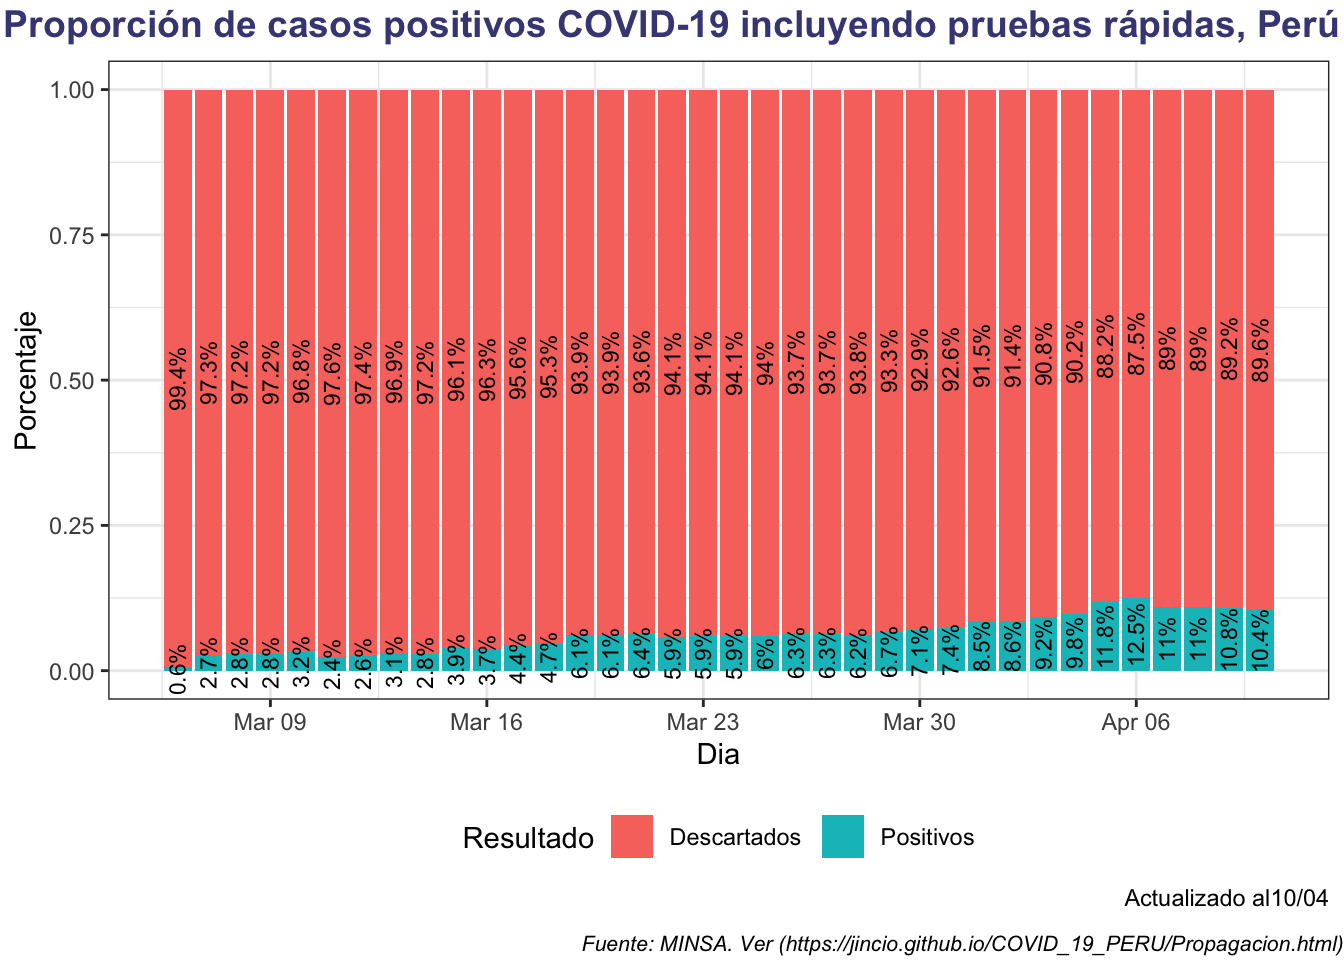 Proporción de casos positivos COVID-19 incluyendo pruebas rápidas, Perú
1.00
0.75
0.50
0.25
0.00
Porcentaje
99.4% 97.3% 97.2% 97.2% 96.8% 97.6% 97.4% 96.9% 97.2% 96.1% 96.3% 95.6% 95.3% 93.9% 93.9% 93.6% 94.1% 94.1% 94.1% 94% 93.7% 93.7% 93.8% 93.3% 92.9% 92.6% 91.5% 91.4% 90.8% 90.2% 88.2% 87.5% 89% 89% 89.2% 89.6%
0.6% 2.7% 2.8% 2.8% 3.2% 2.4% 2.6% 3.1% 2.8% 3.9% 3.7% 4.4% 4.7% 6.1% 6.1% 6.4% 5.9% 5.9% 5.9% 6% 6.3% 6.3% 6.2% 6.7% 7.1% 7.4% 8.5% 8.6% 9.2% 9.8% 11.8% 12.5% 11% 11% 10.8% 10.4%
Mar 09 Mar 16 Mar 23 Mar 30 Apr 06
Dia
Resultado Descartados Positivos
Actualizado al10/04
Fuente: MINSA. Ver (https://jincio.github.io/COVID_19_PERU/Propagacion.html)